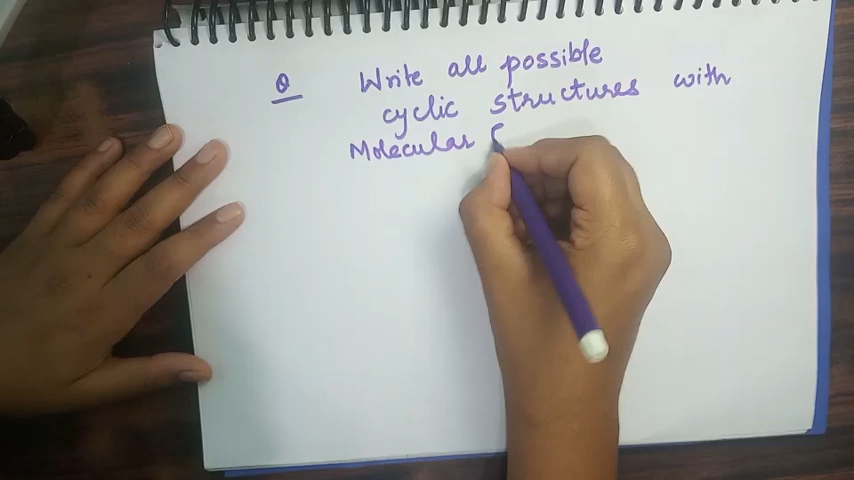 Q Write all possible
cyclic structures with
Molecular